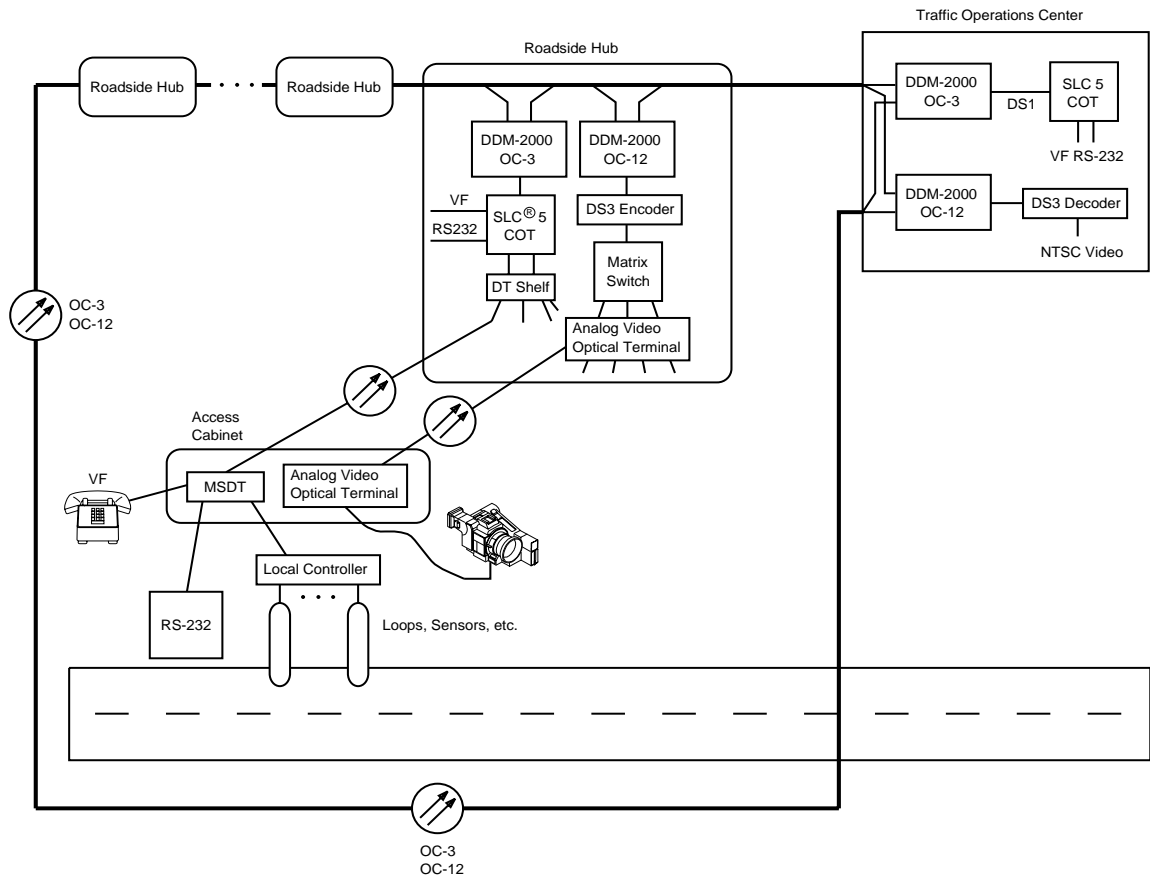 Traffic Operations Center
Roadside Hub
Roadside Hub
Roadside Hub
DDM-2000
OC-3
DS1
SLC 5
COT
VF RS-232
DDM-2000
OC-3
DDM-2000
OC-12
DDM-2000
OC-12
DS3 Decoder
NTSC Video
VF
RS232
SLC® 5
COT
DS3 Encoder
Matrix
Switch
DT Shelf
Analog Video
Optical Terminal
OC-3
OC-12
Access
Cabinet
VF
MSDT
Analog Video
Optical Terminal
Local Controller
. . .
RS-232
Loops, Sensors, etc.
OC-3
OC-12